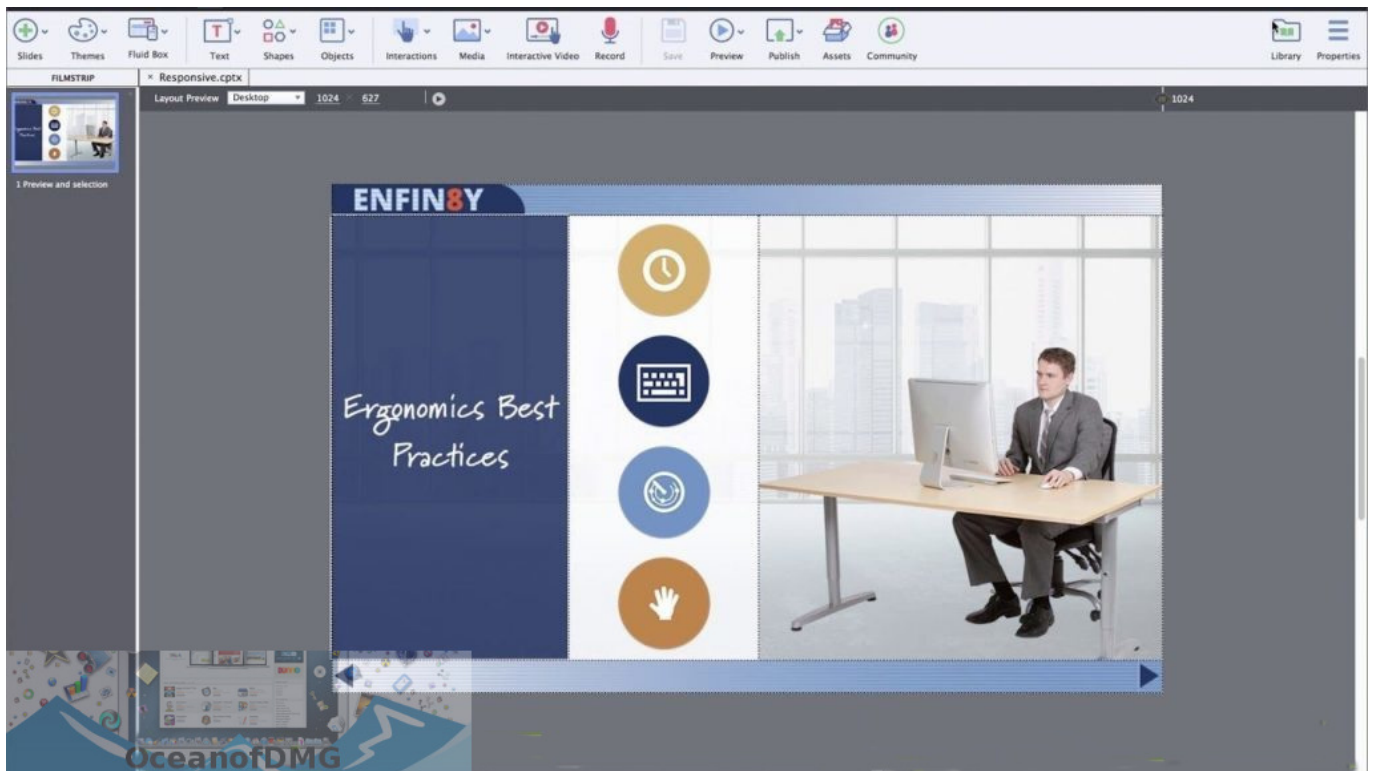 Slides Themes Fluid Box Text Shapes Objects Interactions Media Interactive Video Record Save Preview Publish Assets Community Library Properties
FILMSTRIP × Responsive.cptx
Layout Preview Desktop 1024 × 627 1024
1 Preview and selection
ENFIN8Y
Ergonomics Best
Practices
OceanofDMG